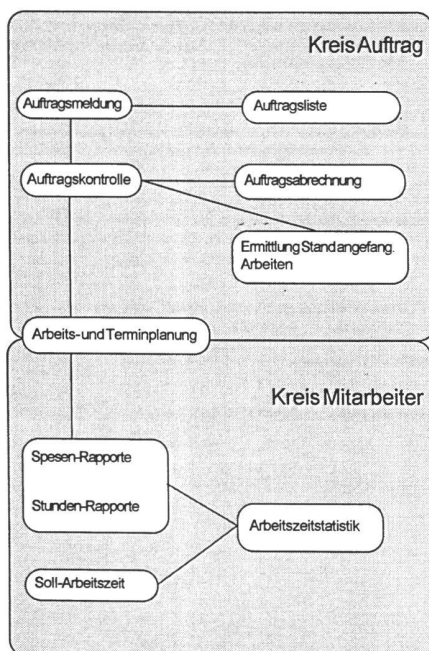 Kreis Auftrag
Auftragsmeldung
Auftragsliste
Auftragskontrolle
Auftragsabrechnung
Ermittlung Stand angefang.
Arbeiten
Arbeits- und Terminplanung
Kreis Mitarbeiter
Spesen-Rapporte
Stunden-Rapporte
Arbeitszeitstatistik
Soll-Arbeitszeit